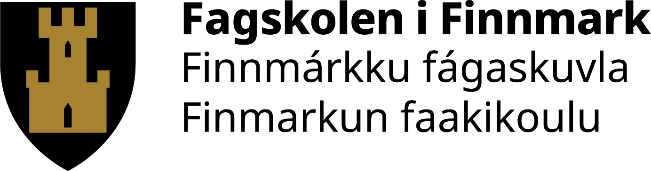 Fagskolen i Finnmark
Finnmárkku fágaskuvla
Finmarkun faakikoulu